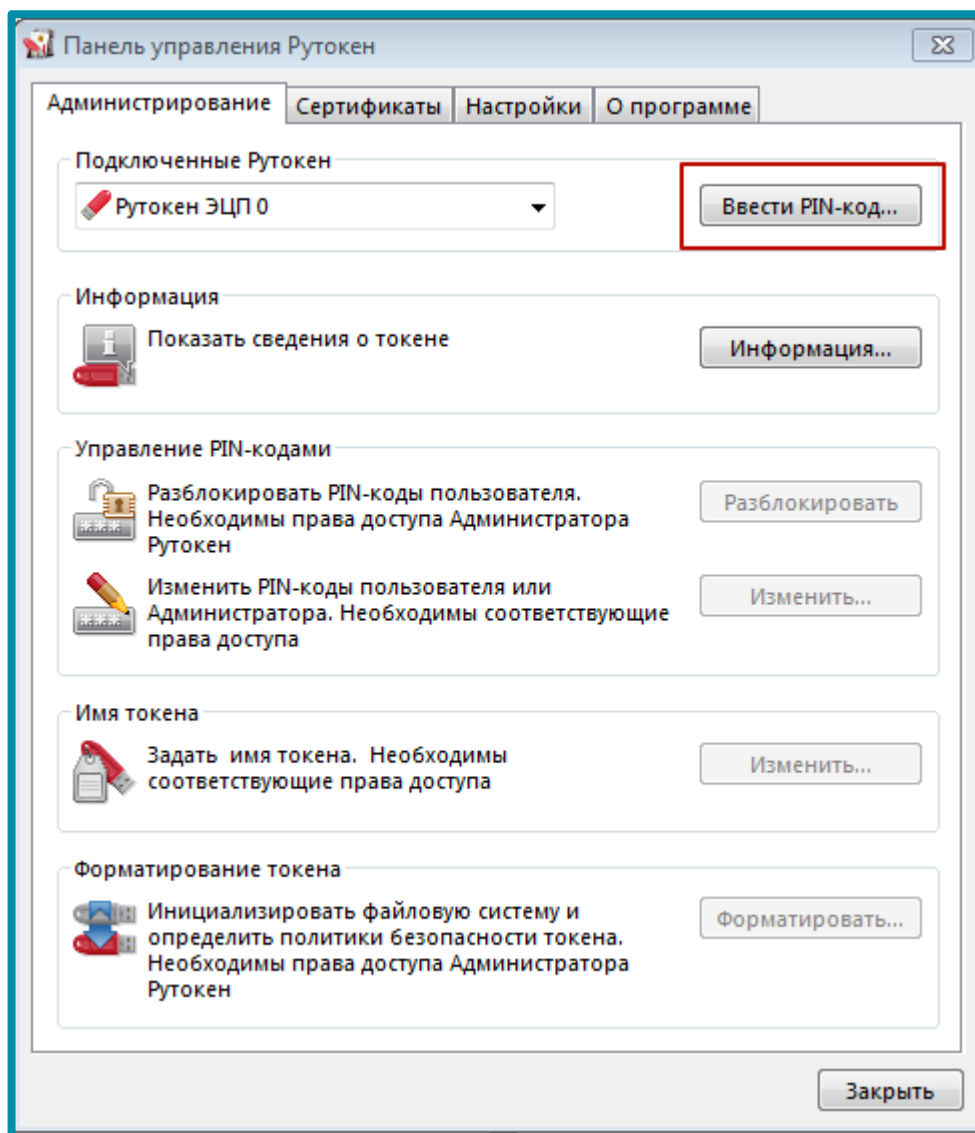 Панель управления Рутокен
Администрирование Сертификаты Настройки О программе
Подключенные Рутокен
Рутокен ЭЦП 0 Ввести PIN-код...
Информация
Показать сведения о токене Информация...
Управление PIN-кодами
Разблокировать PIN-коды пользователя. Разблокировать
Необходимы права доступа Администратора
Рутокен
Изменить PIN-коды пользователя или Изменить...
Администратора. Необходимы соответствующие
права доступа
Имя токена
Задать имя токена. Необходимы Изменить...
соответствующие права доступа
Форматирование токена
Инициализировать файловую систему и Форматировать...
определить политики безопасности токена.
Необходимы права доступа Администратора
Рутокен
Закрыть